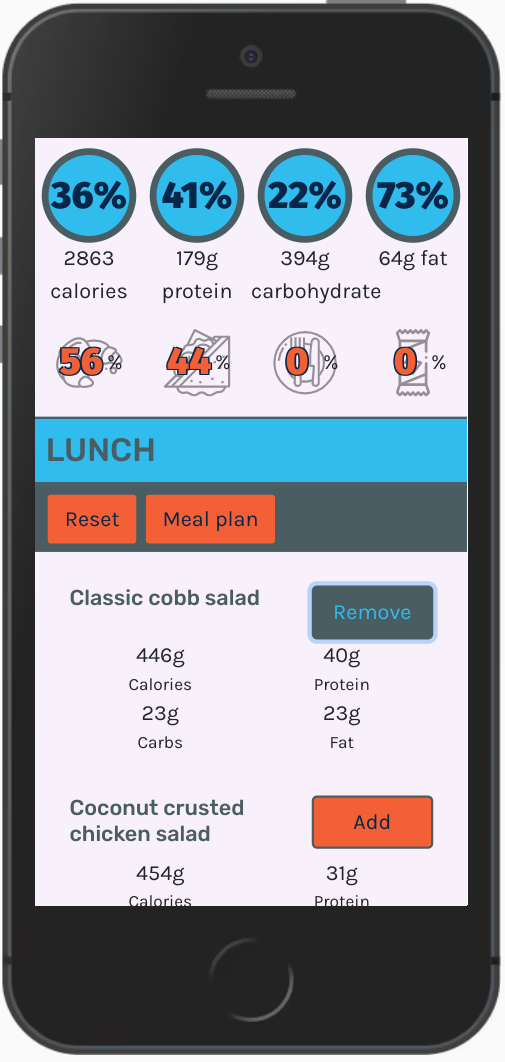 36% 41% 22% 73%
2863 calories
179g protein
394g carbohydrate
64g fat
56 % 44 % 0 % 0 %
LUNCH
Reset Meal plan
Classic cobb salad
Remove
446g 40g
Calories Protein
23g 23g
Carbs Fat
Coconut crusted
chicken salad
Add
454g 31g
Calories Protein